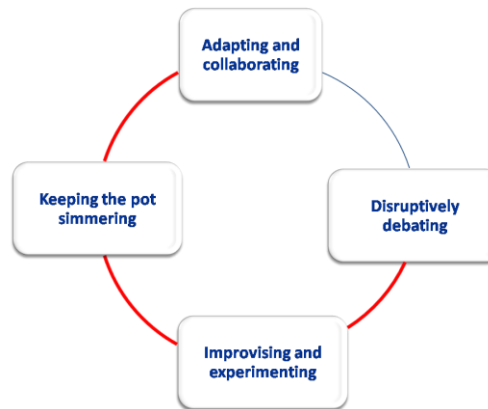 Adapting and
collaborating
Keeping the pot
simmering
Disruptively
debating
Improvising and
experimenting